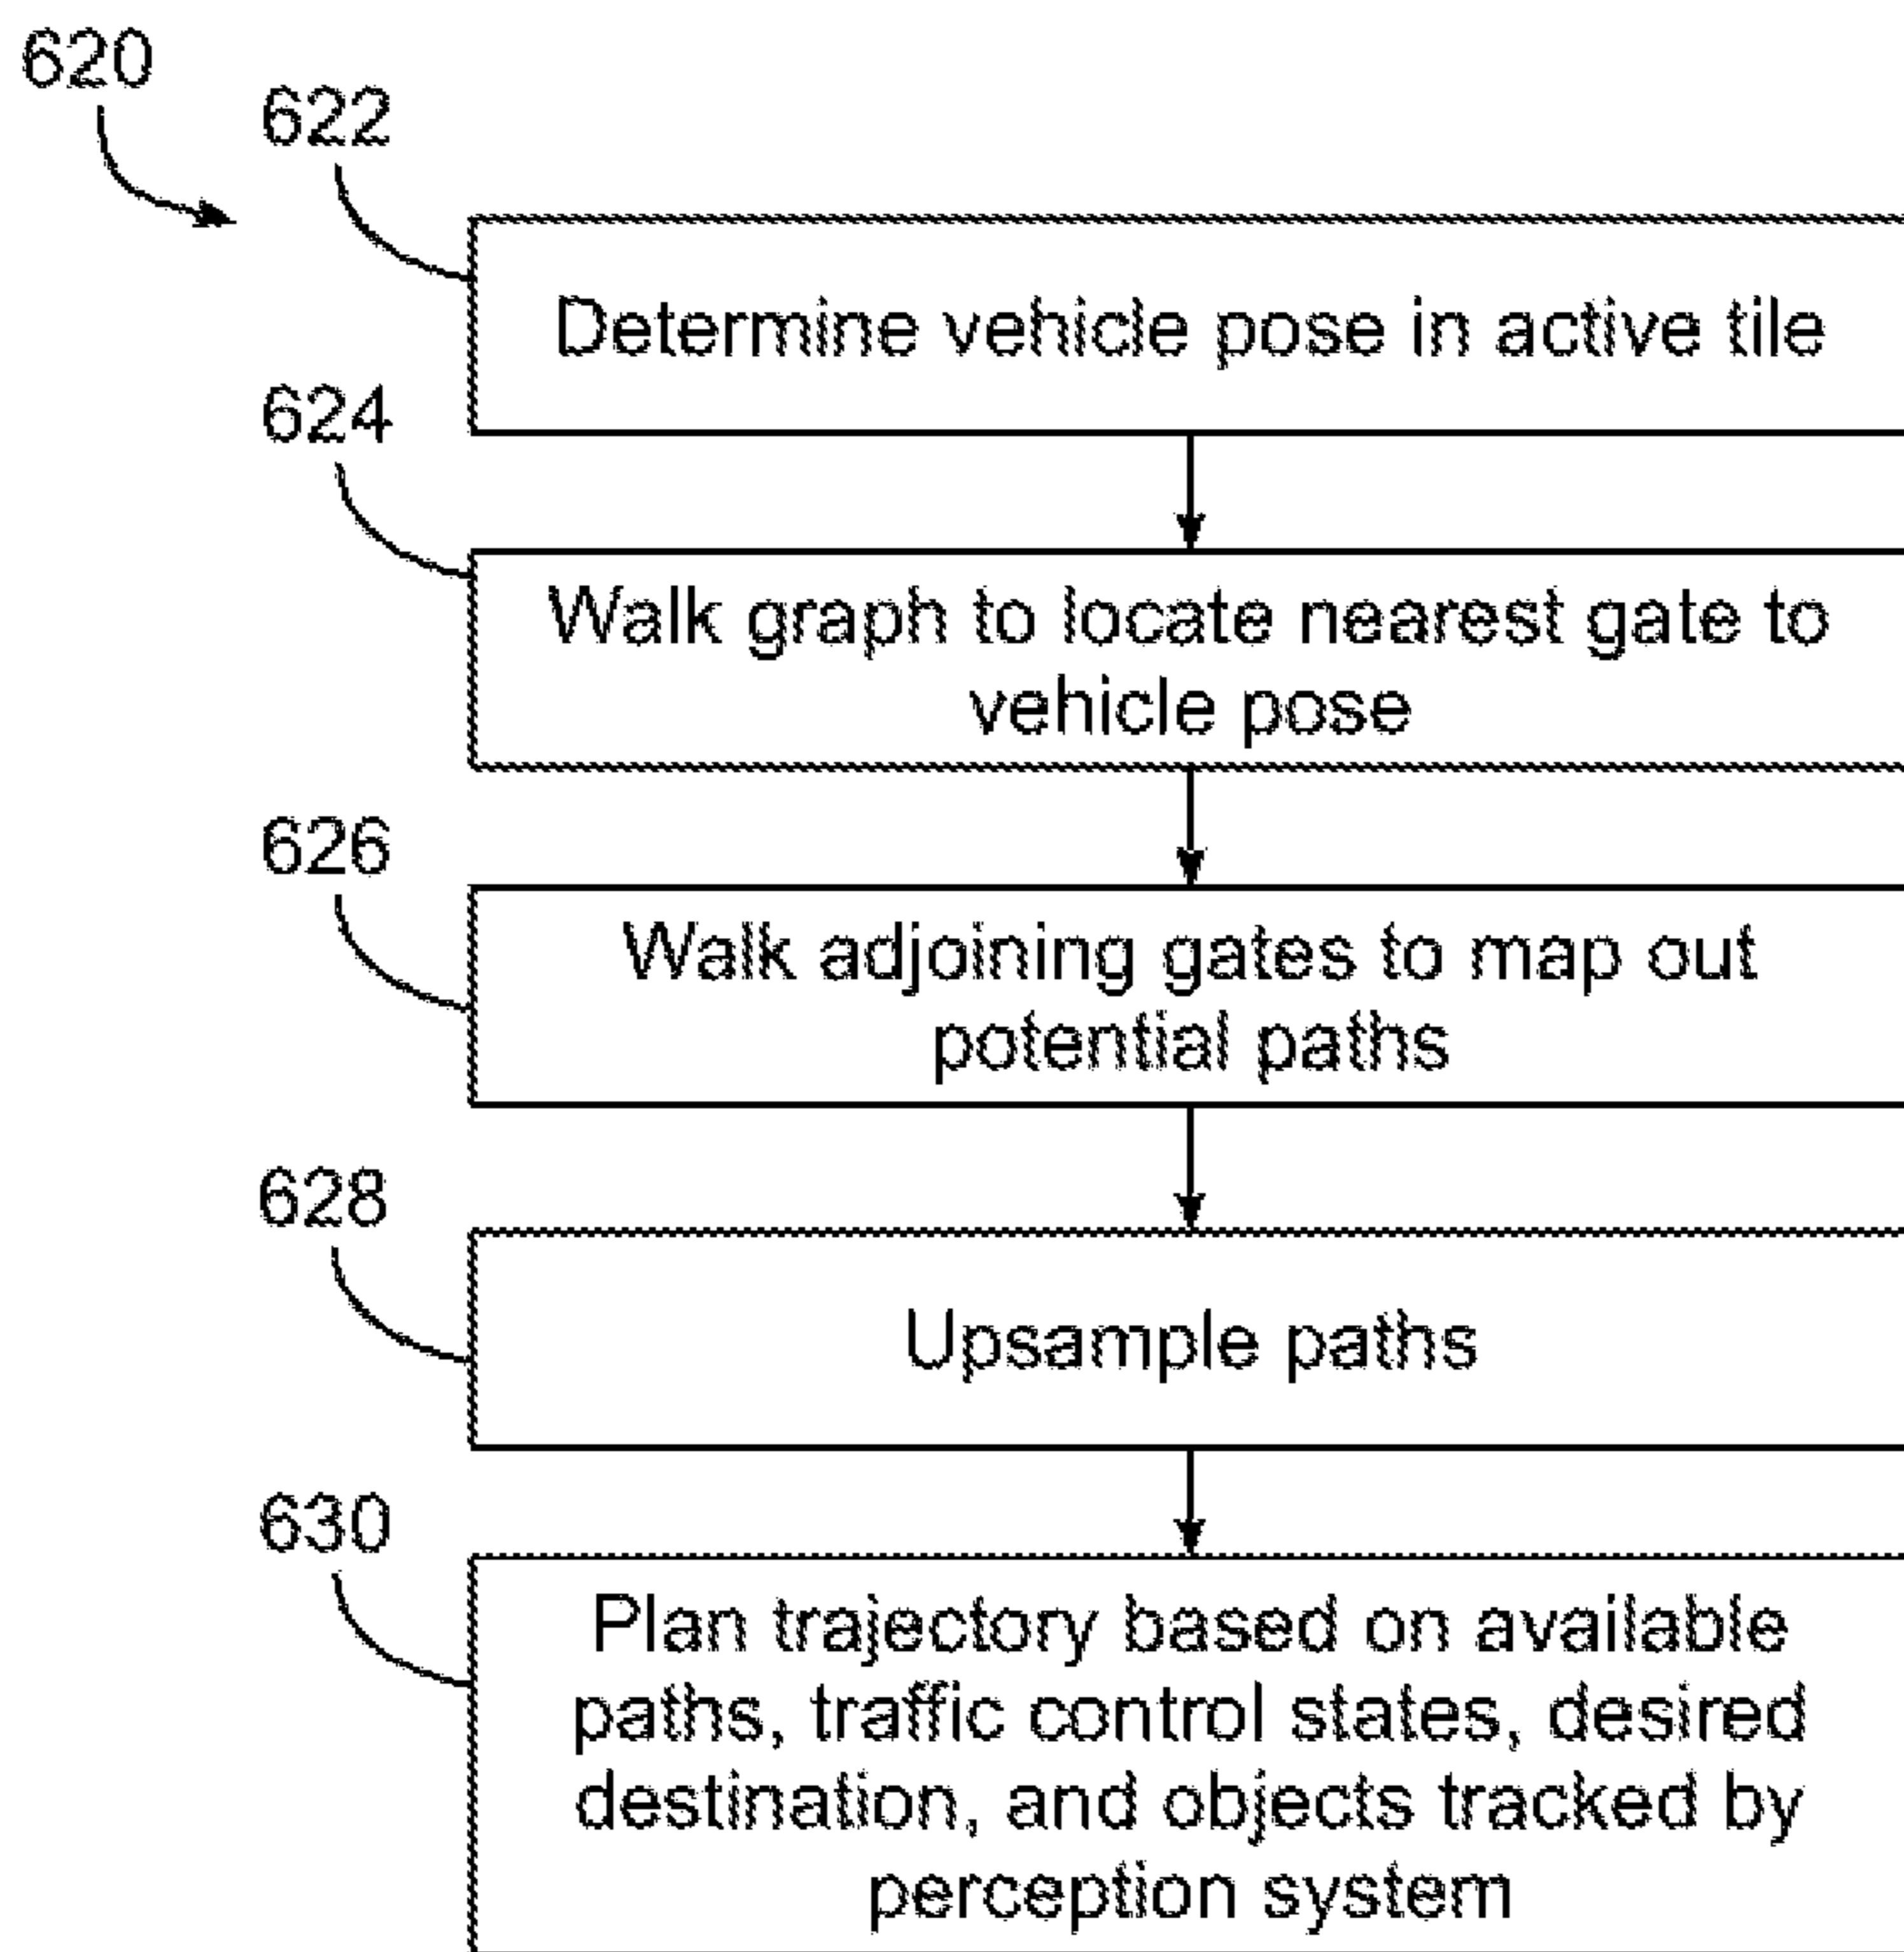 620
622
Determine vehicle pose in active tile
624
Walk graph to locate nearest gate to
vehicle pose
626
Walk adjoining gates to map out
potential paths
628
Upsample paths
630
Plan trajectory based on available
paths, traffic control states, desired
destination, and objects tracked by
perception system